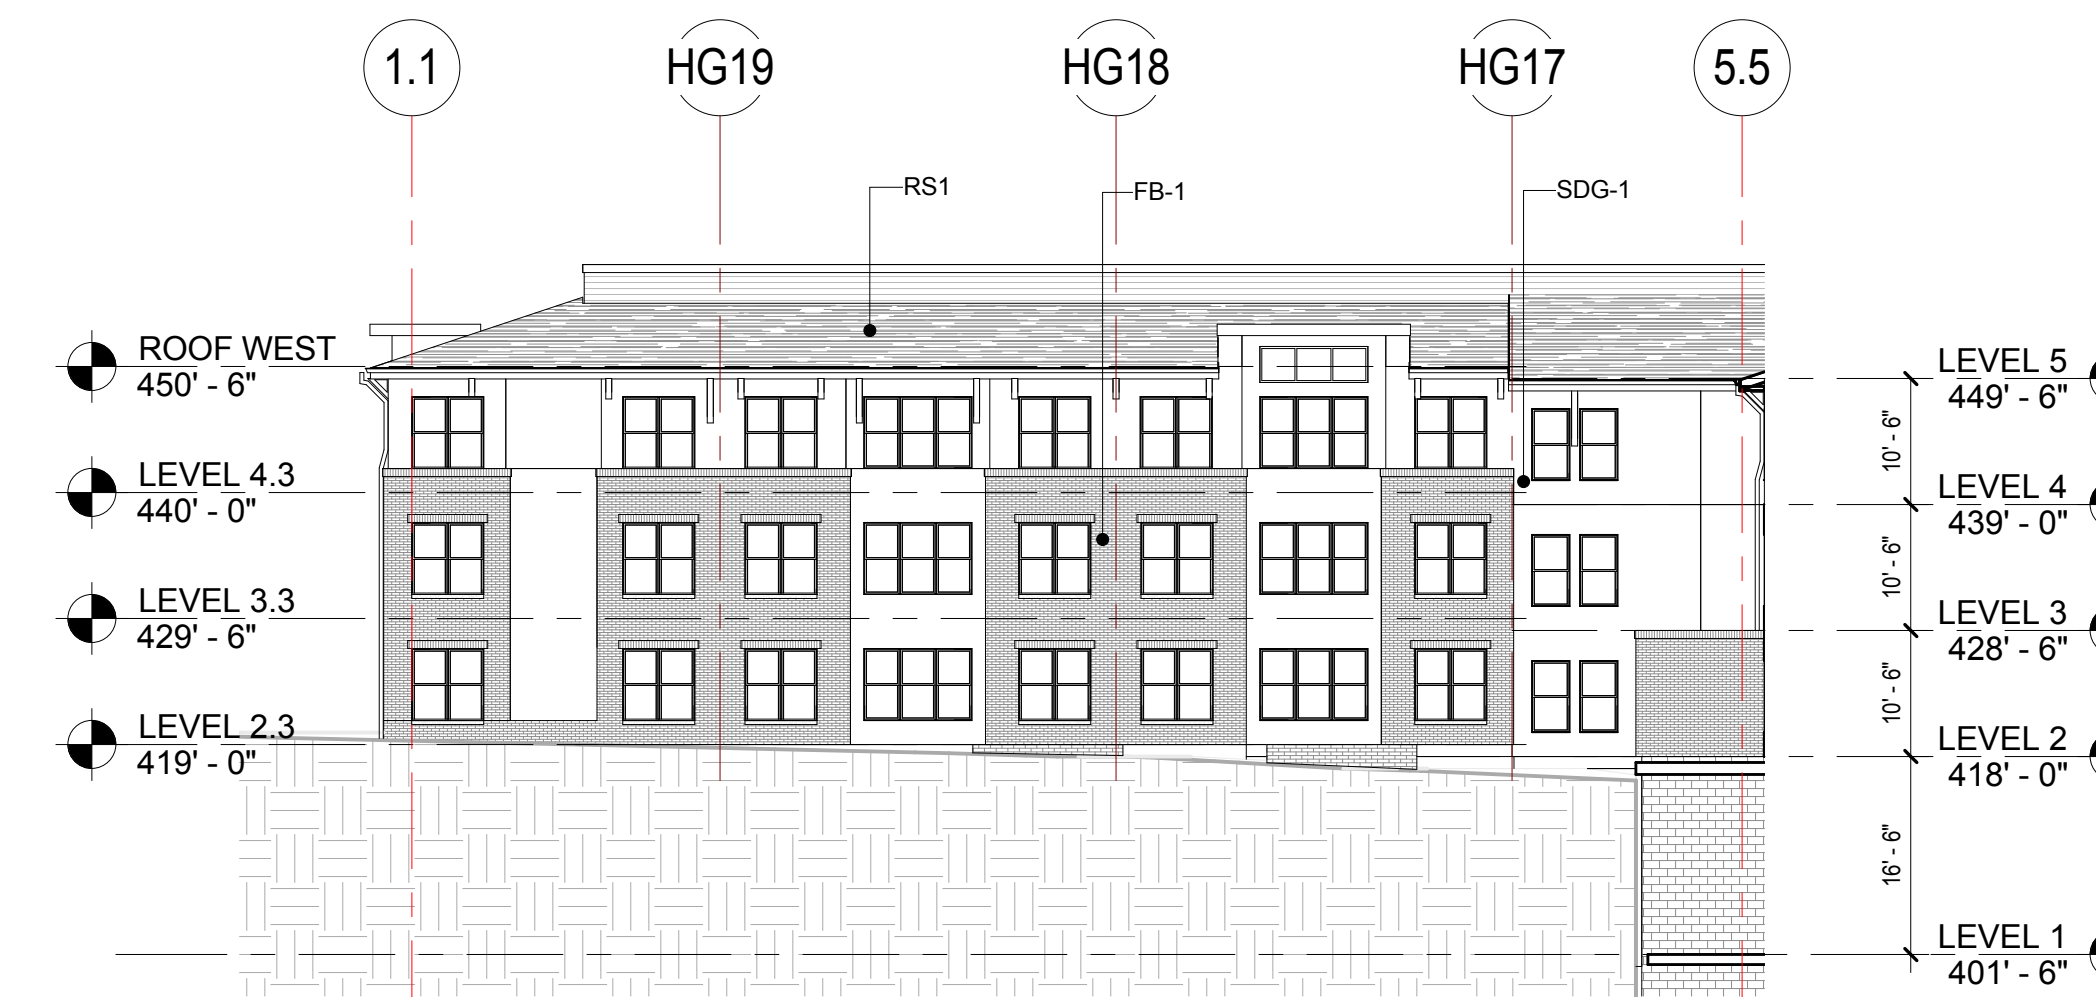 1.1
HG19
HG18
HG17
5.5
RS1
FB-1
SDG-1
ROOF WEST
450' - 6"
LEVEL 4.3
440' - 0"
LEVEL 3.3
429' - 6"
LEVEL 2.3
419' - 0"
LEVEL 5
449' - 6"
10' - 6"
LEVEL 4
439' - 0"
10' - 6"
LEVEL 3
428' - 6"
10' - 6"
LEVEL 2
418' - 0"
16' - 6"
LEVEL 1
401' - 6"